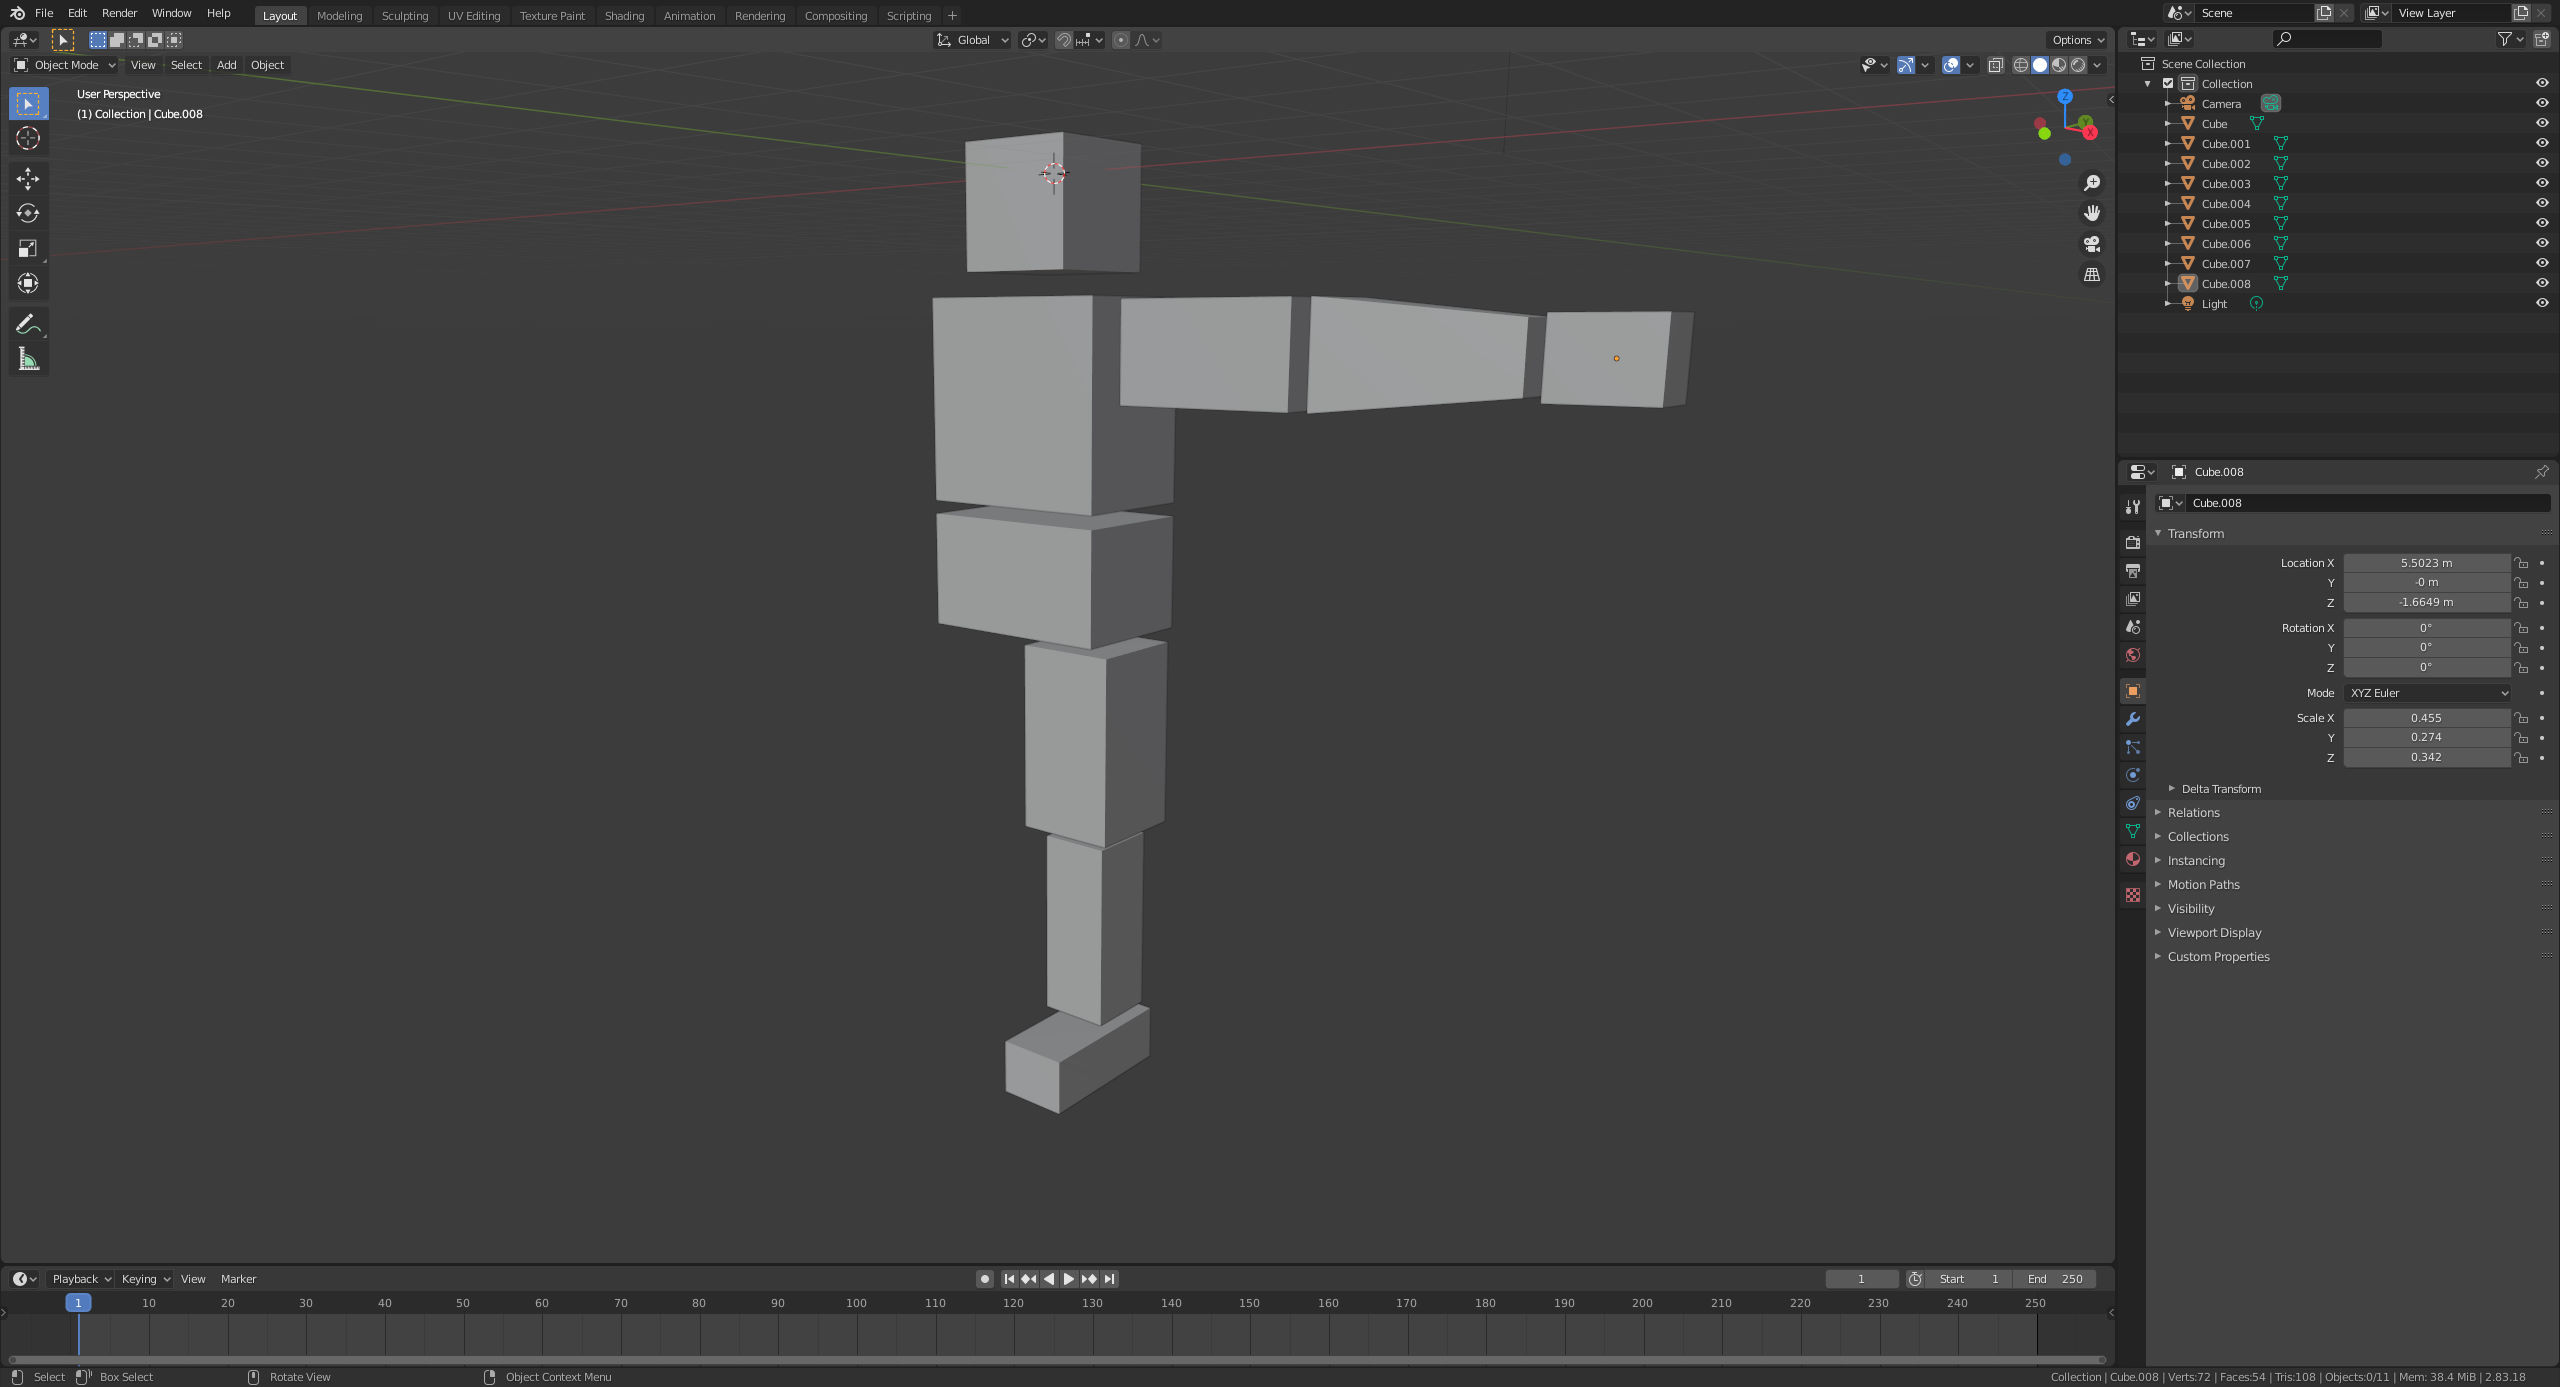 File Edit Render Window Help Layout Modeling Sculpting UV Editing Texture Paint Shading Animation Rendering Compositing Scripting + Scene View Layer
Global Options
Object Mode View Select Add Object
User Perspective
(1) Collection | Cube.008
Z
Y
X
Scene Collection
Collection
Camera
Cube
Cube.001
Cube.002
Cube.003
Cube.004
Cube.005
Cube.006
Cube.007
Cube.008
Light
Cube.008
Cube.008
Transform
Location X 5.5023 m
Y -0 m
Z -1.6649 m
Rotation X 0°
Y 0°
Z 0°
Mode XYZ Euler
Scale X 0.455
Y 0.274
Z 0.342
Delta Transform
Relations
Collections
Instancing
Motion Paths
Visibility
Viewport Display
Custom Properties
Playback Keying View Marker 1 Start 1 End 250
1 10 20 30 40 50 60 70 80 90 100 110 120 130 140 150 160 170 180 190 200 210 220 230 240 250
Select Box Select Rotate View Object Context Menu Collection | Cube.008 | Verts:72 | Faces:54 | Tris:108 | Objects:0/11 | Mem: 38.4 MiB | 2.83.18